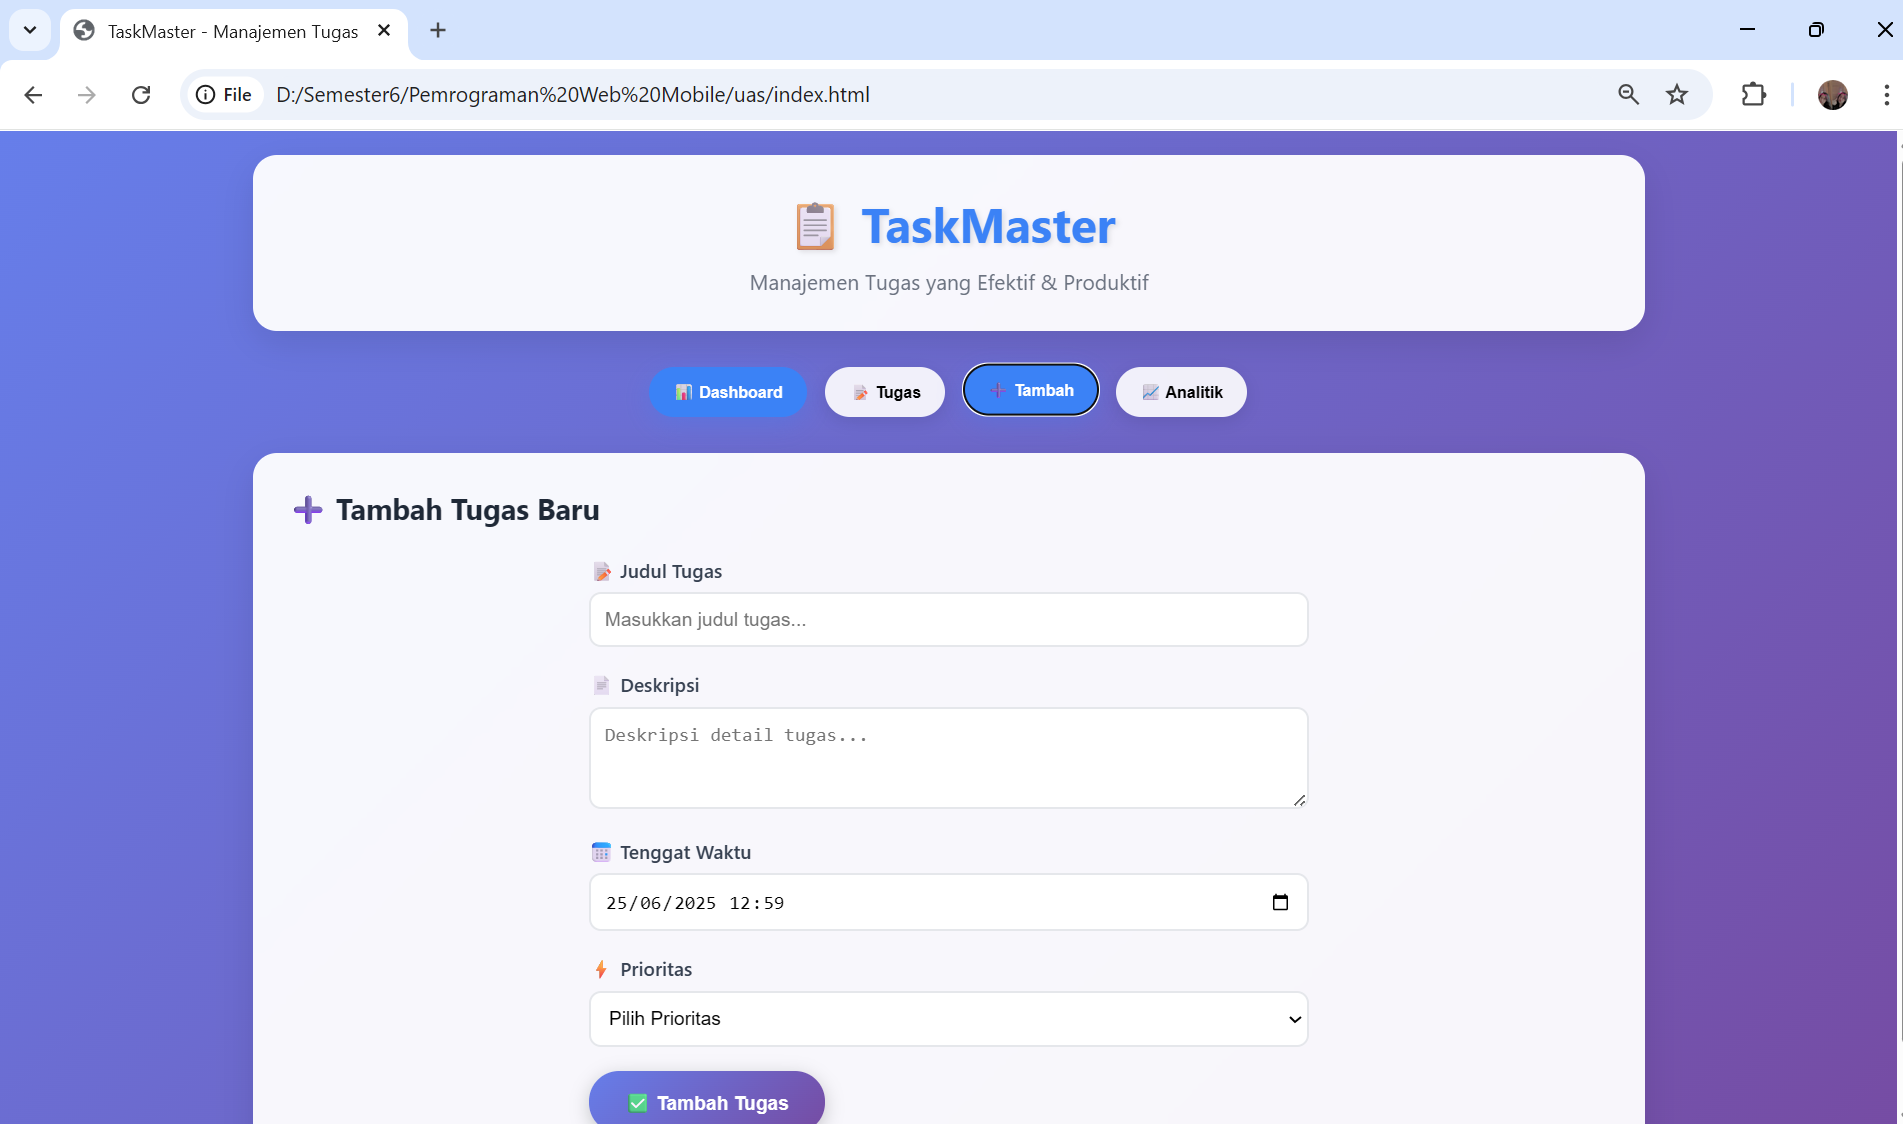 TaskMaster - Manajemen Tugas
File
D:/Semester6/Pemrograman%20Web%20Mobile/uas/index.html
TaskMaster
Manajemen Tugas yang Efektif & Produktif
Dashboard
Tugas
Tambah
Analitik
Tambah Tugas Baru
Judul Tugas
Masukkan judul tugas...
Deskripsi
Deskripsi detail tugas...
Tenggat Waktu
25/06/2025 12:59
Prioritas
Pilih Prioritas
Tambah Tugas